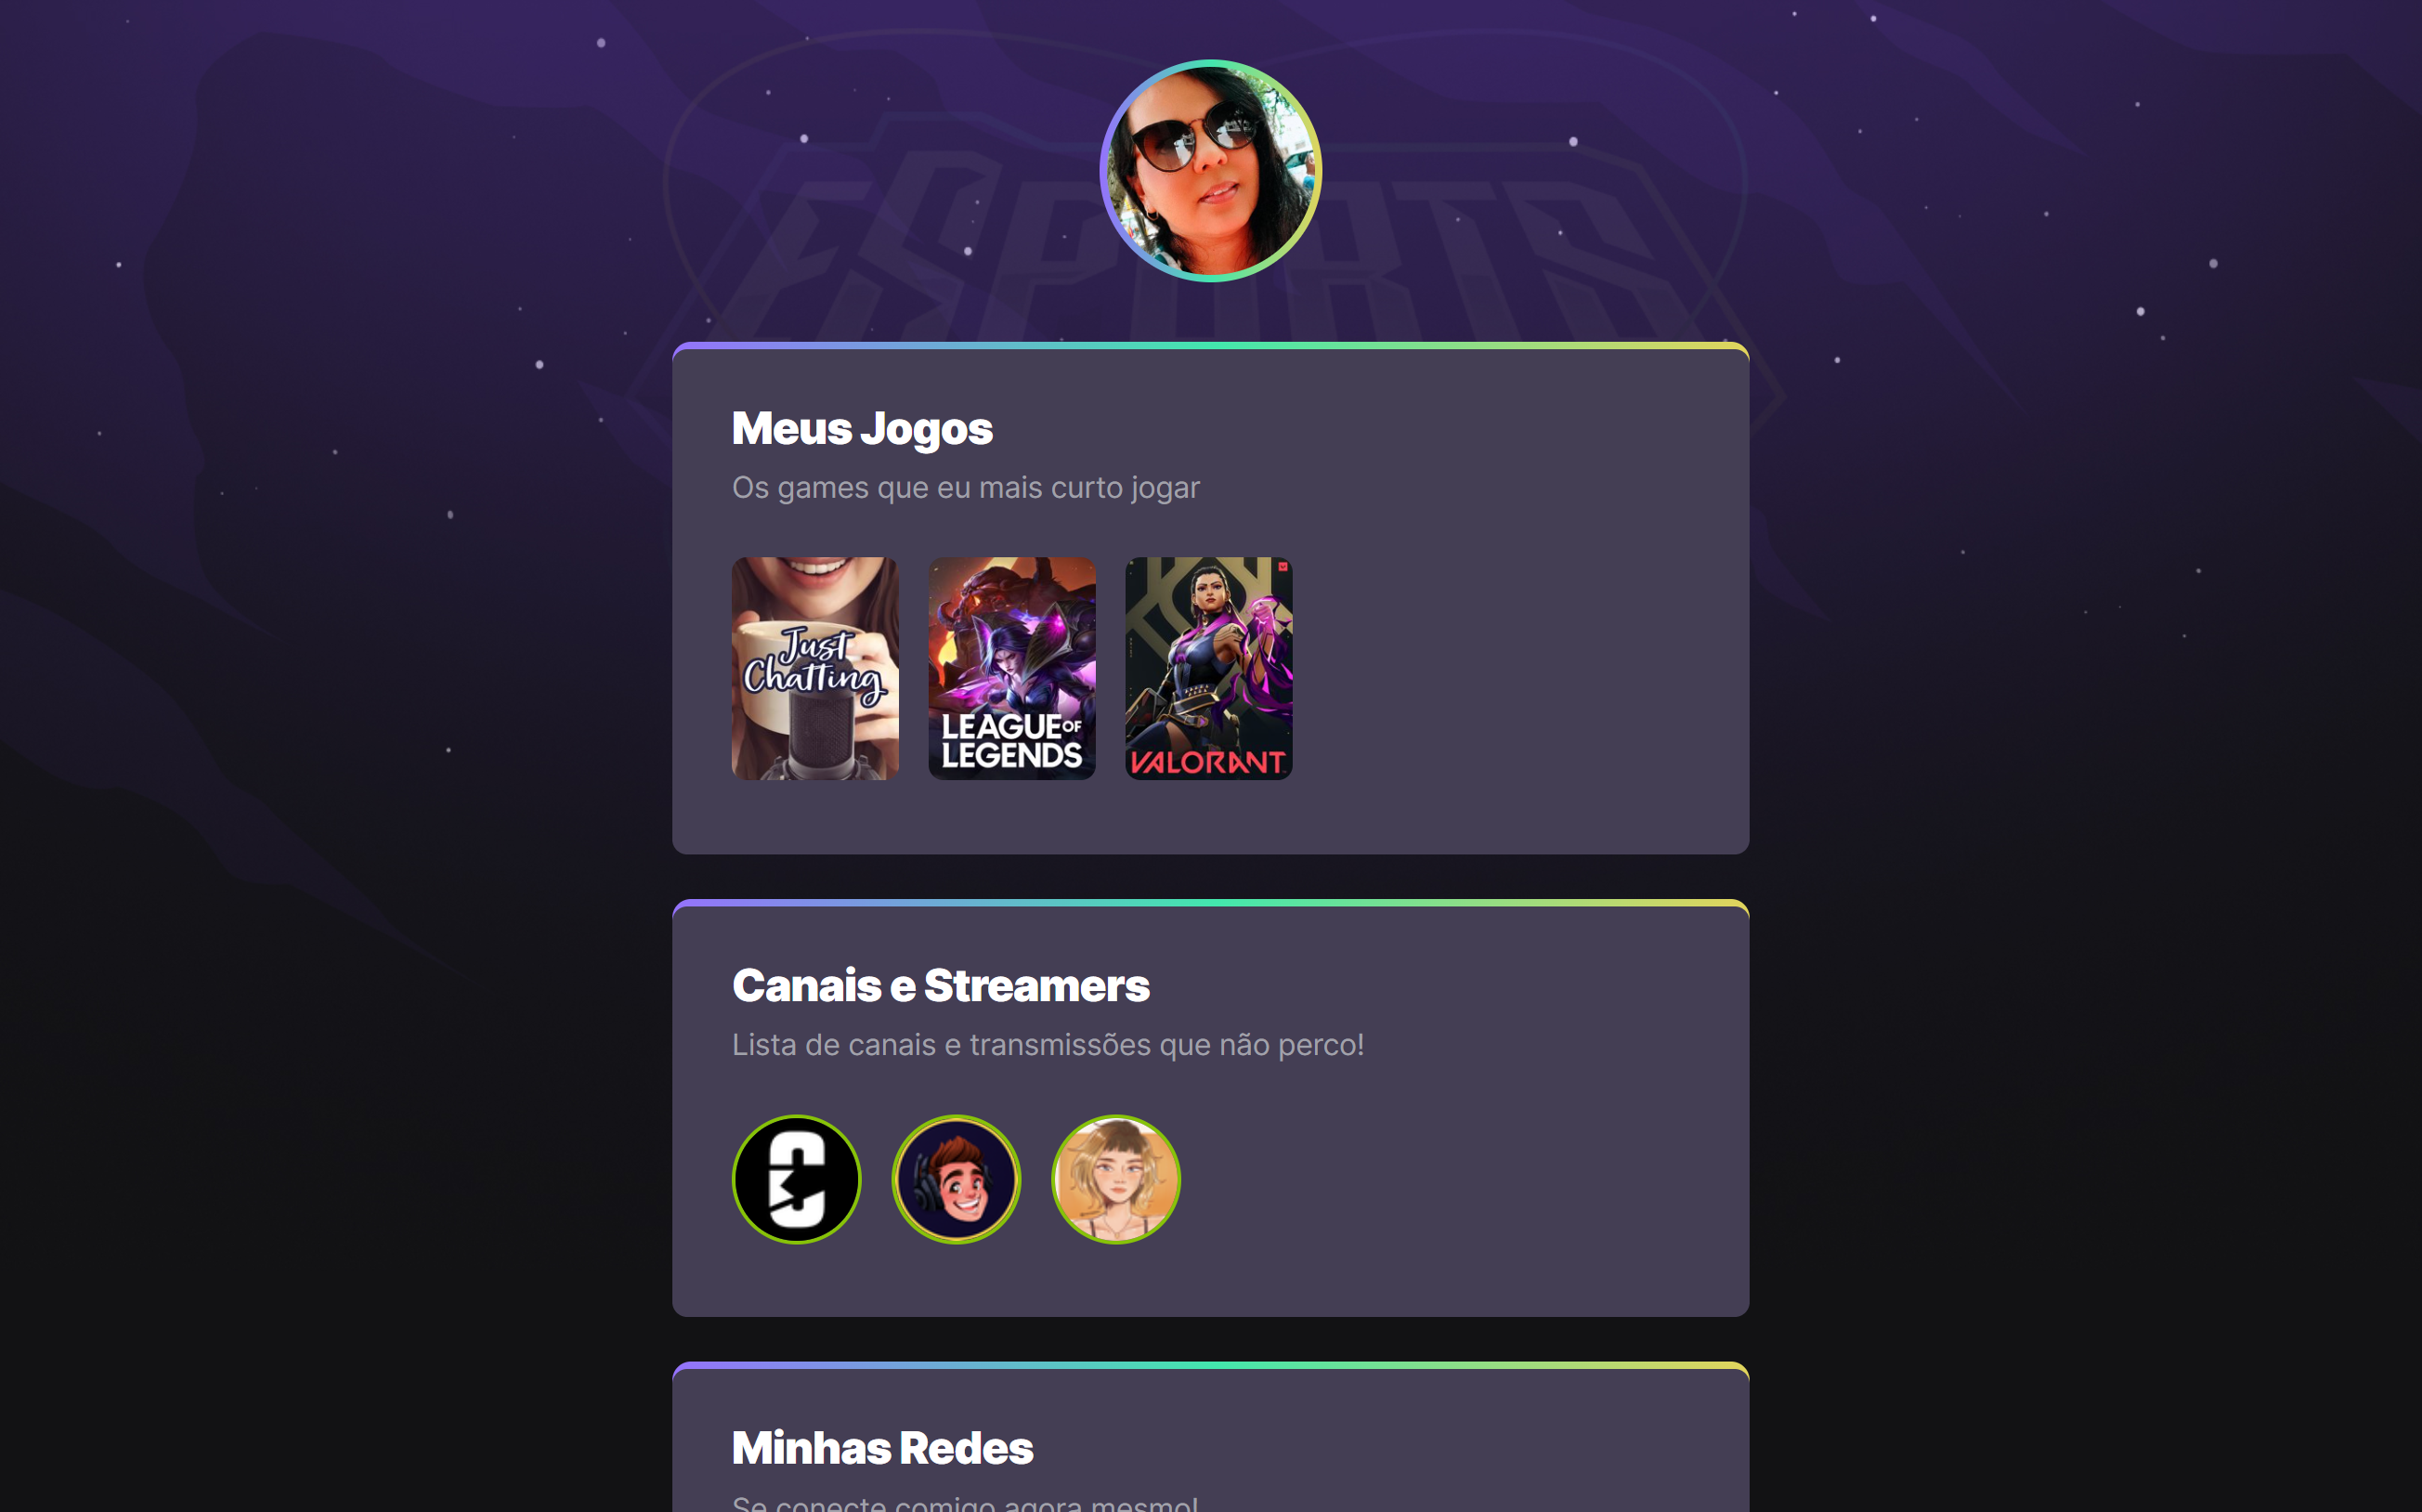 ESPORTS
Meus Jogos
Os games que eu mais curto jogar
Just
Chatting
LEAGUE OF
LEGENDS
VALORANT
Canais e Streamers
Lista de canais e transmissões que não perco!
Minhas Redes
Se conecte comigo agora mesmo!